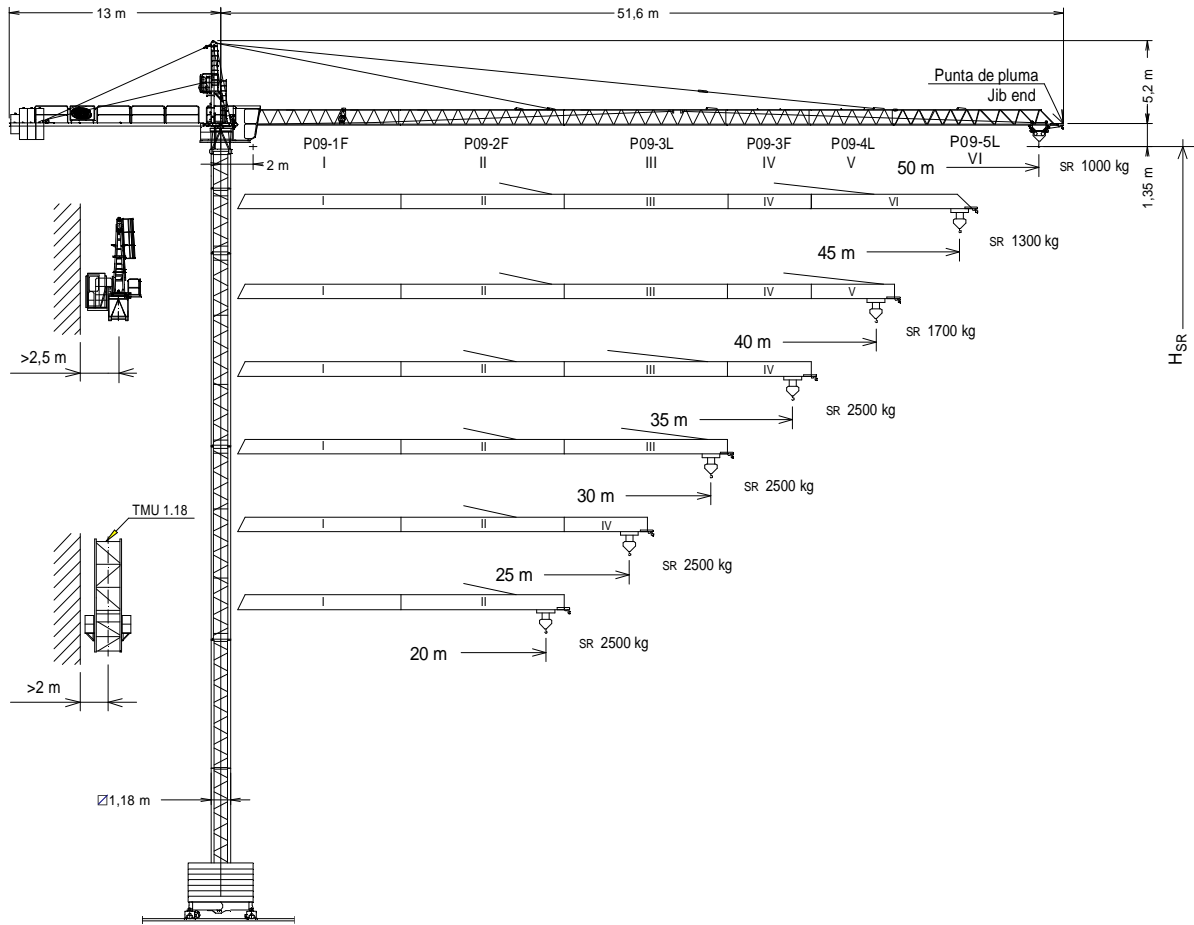 13 m
51,6 m
Punta de pluma
Jib end
5,2 m
P09-1F P09-2F P09-3L P09-3F P09-4L P09-5L
I II III IV V VI
2 m
50 m
SR 1000 kg
1,35 m
I II III IV VI
SR 1300 kg
45 m
I II III IV V
SR 1700 kg
40 m
>2,5 m
HSR
I II III IV
SR 2500 kg
35 m
I II III
SR 2500 kg
30 m
TMU 1.18
I II IV
SR 2500 kg
25 m
I II
SR 2500 kg
20 m
>2 m
1,18 m